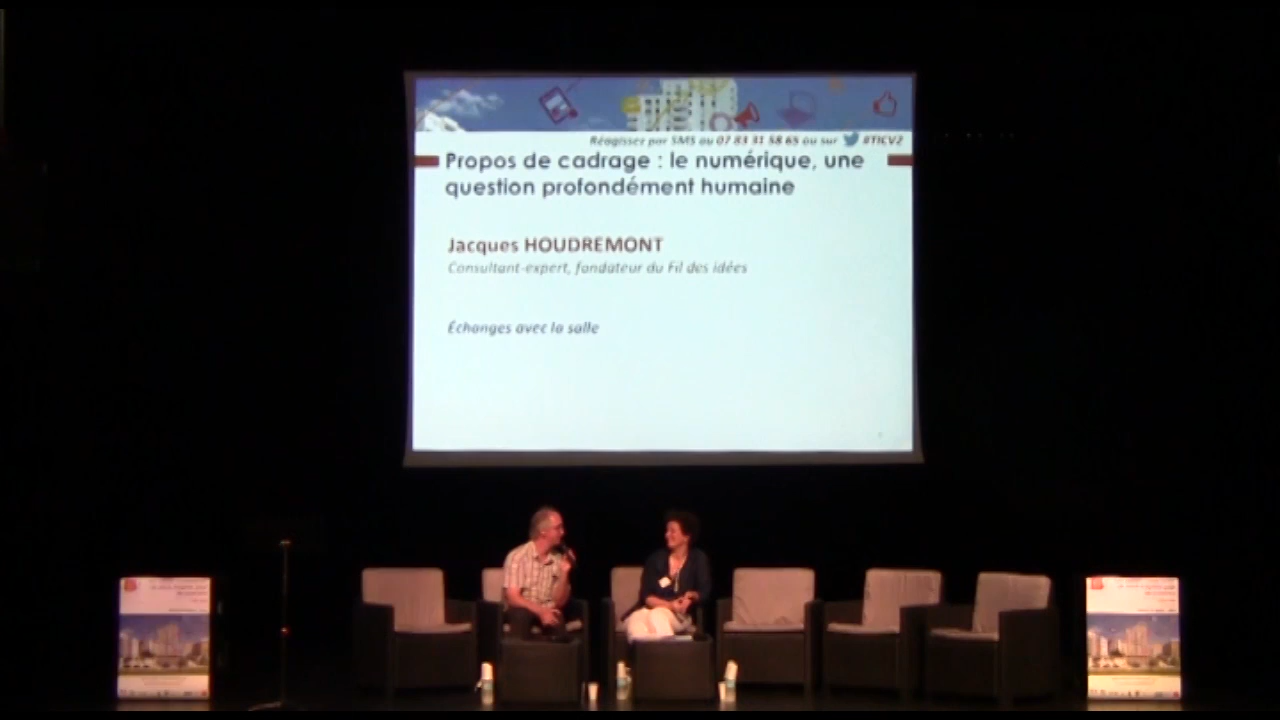 Réagissez par SMS au 07 83 31 58 65 ou sur #TICV2
Propos de cadrage : le numérique, une
question profondément humaine
Jacques HOUDREMONT
Consultant-expert, fondateur du Fil des idées
Échanges avec la salle